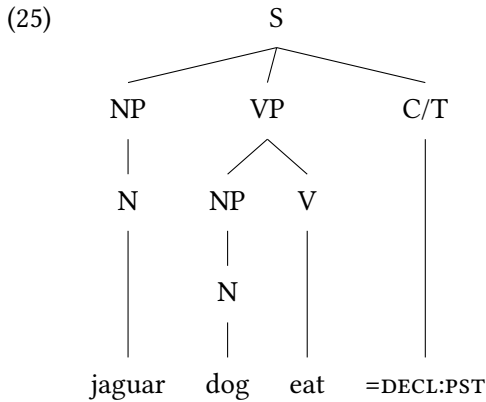 (25) S
NP VP C/T
N NP V
N
jaguar dog eat =DECL:PST